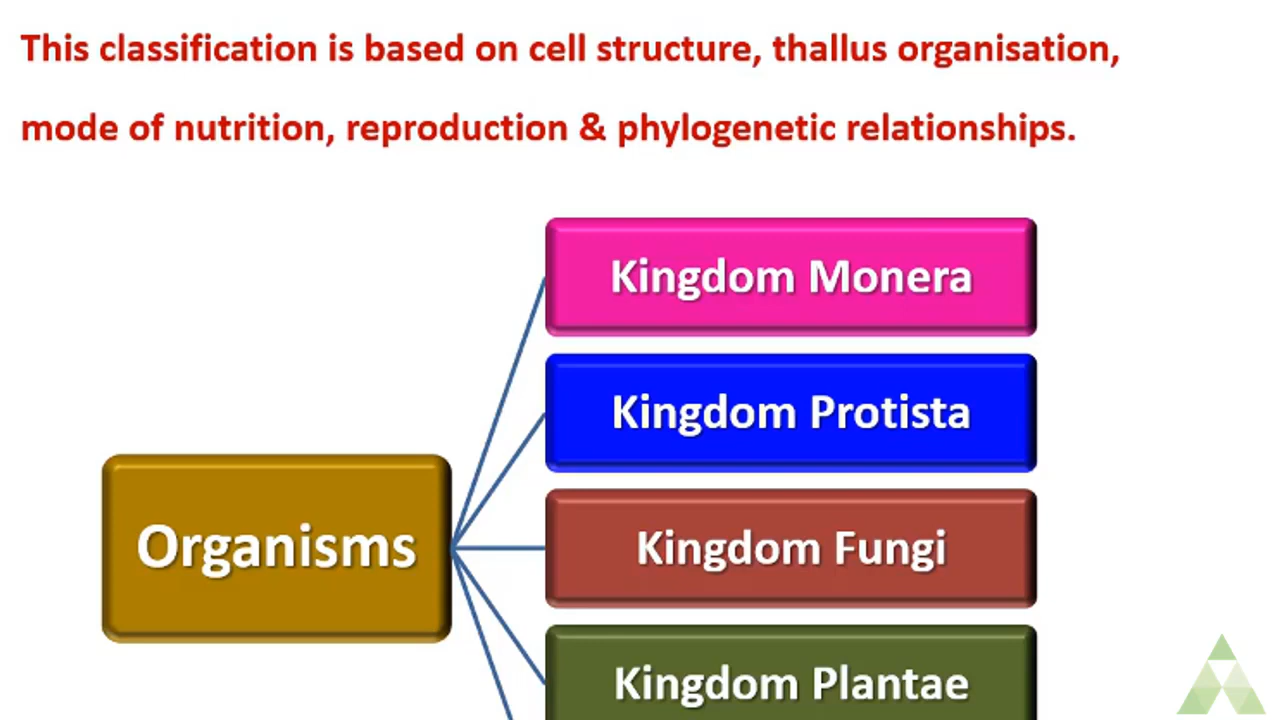 This classification is based on cell structure, thallus organisation,
mode of nutrition, reproduction & phylogenetic relationships.
Kingdom Monera
Kingdom Protista
Organisms
Kingdom Fungi
Kingdom Plantae